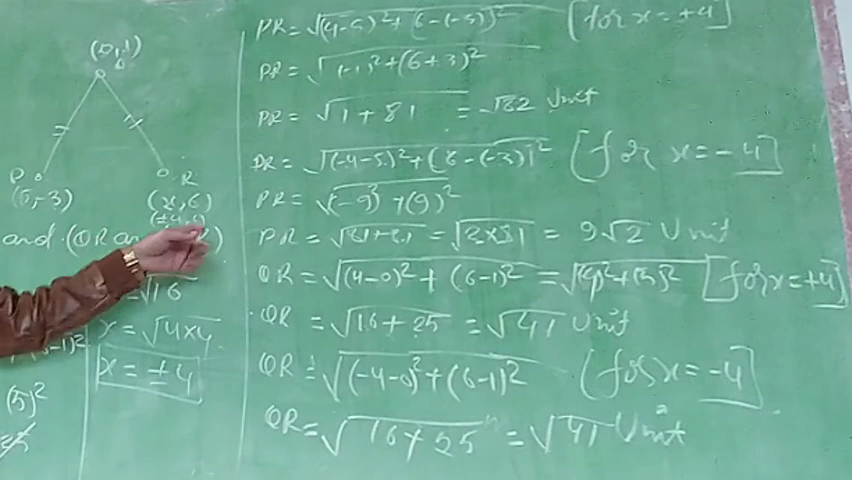 (0,1)
Q
P
(5,-3)
R
(x,6)
(±4,6)
and (QR an
=√16
x = √4×4
x = ±4
(5)²
PR = √(4-5)²+(6-(-3))² [for x=+4]
PR = √(-1)²+(6+3)²
PR = √1+81 = √82 Unit
PR = √(-4-5)²+(6-(-3))² [for x=-4]
PR = √(-9)²+(9)²
PR = √81+81 = √2×81 = 9√2 Unit
QR = √(4-0)²+(6-1)² = √(4)²+(5)² [for x=+4]
QR = √16+25 = √41 Unit
QR = √(-4-0)²+(6-1)² [for x=-4]
QR = √16+25 = √41 Unit